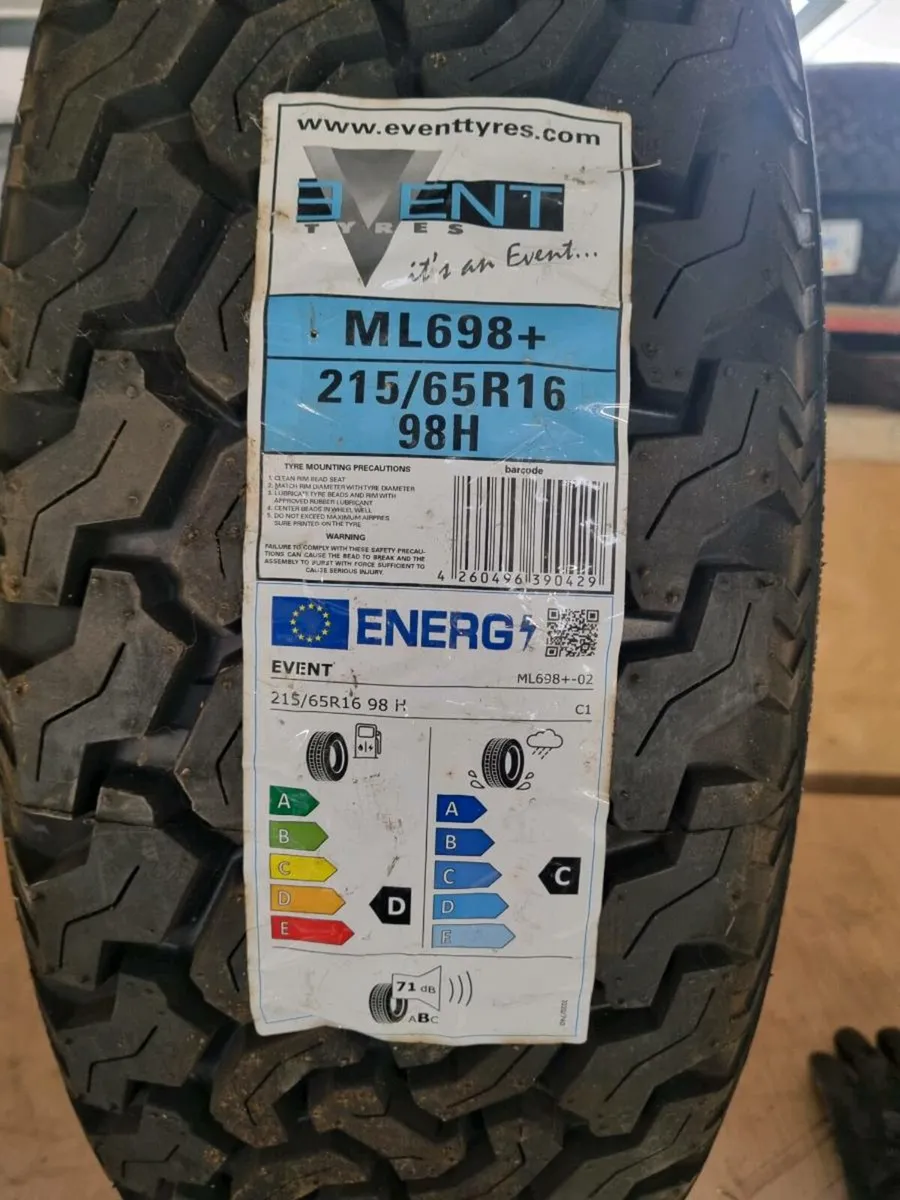 www.eventtyres.com
EVENT
TYRES
it's an Event...
ML698+
215/65R16
98H
TYRE MOUNTING PRECAUTIONS
1. CLEAN RIM BEAD SEAT
2. MATCH RIM DIAMETER WITH TYRE DIAMETER
3. LUBRICATE TYRE BEADS AND RIM WITH
APPROVED RUBBER LUBRICANT
4. CENTER BEADS IN WHEEL WELL
5. DO NOT EXCEED MAXIMUM AIRPRES
SURE PRINTED ON THE TYRE
WARNING
FAILURE TO COMPLY WITH THESE SAFETY PRECAU-
TIONS CAN CAUSE THE BEAD TO BREAK AND THE
ASSEMBLY TO BURST WITH FORCE SUFFICIENT TO
CAUSE SERIOUS INJURY.
barcode
4 260496 390429
ENERG
EVENT
ML698+-02
215/65R16 98 H
C1
A
B
C
D
E
D
A
B
C
D
E
C
71 dB
ABC
2020/740